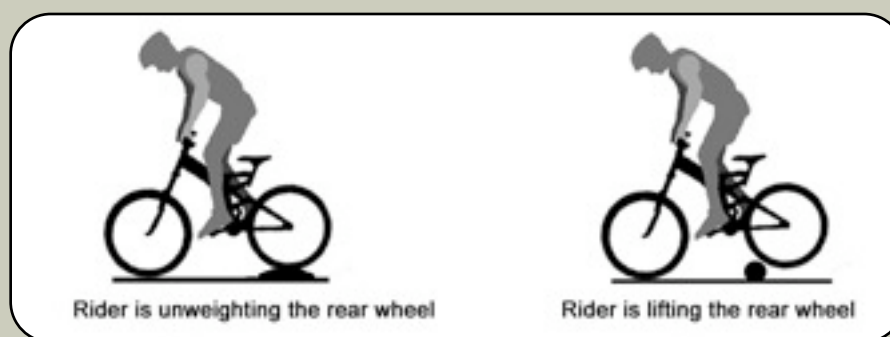 Rider is unweighting the rear wheel
Rider is lifting the rear wheel